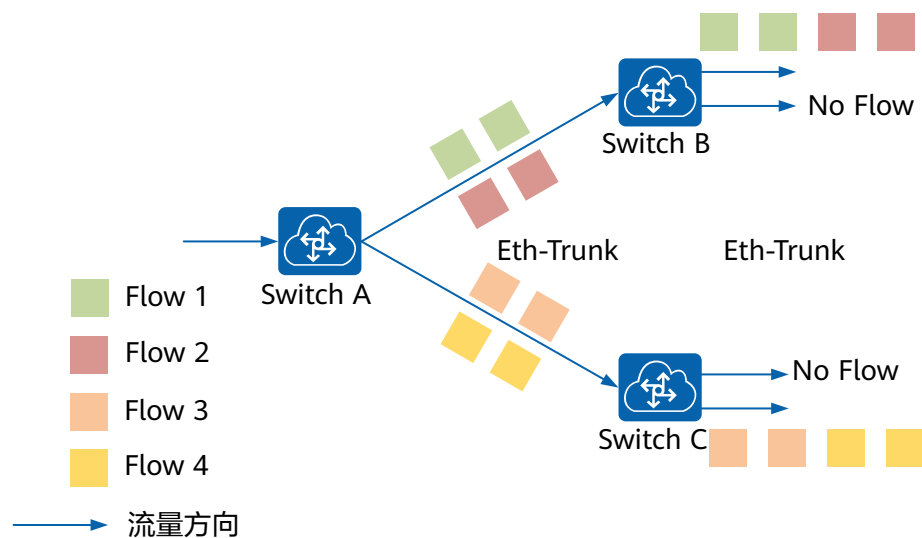 No Flow
Switch B
Eth-Trunk
Eth-Trunk
Switch A
Flow 1
Flow 2
Flow 3
Flow 4
No Flow
Switch C
流量方向